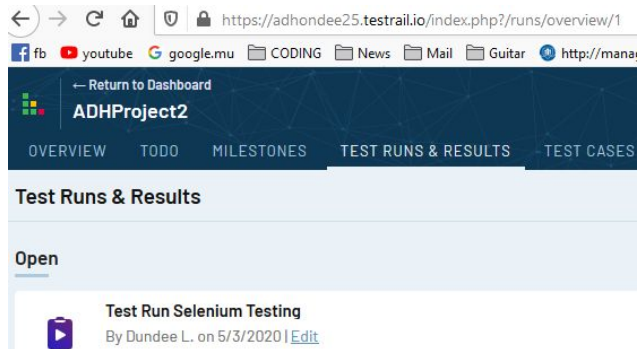 https://adhondee25.testrail.io/index.php?/runs/overview/1
fb youtube google.mu CODING News Mail Guitar http://manag
← Return to Dashboard
ADHProject2
OVERVIEW TODO MILESTONES TEST RUNS & RESULTS TEST CASES
Test Runs & Results
Open
Test Run Selenium Testing
By Dundee L. on 5/3/2020 | Edit